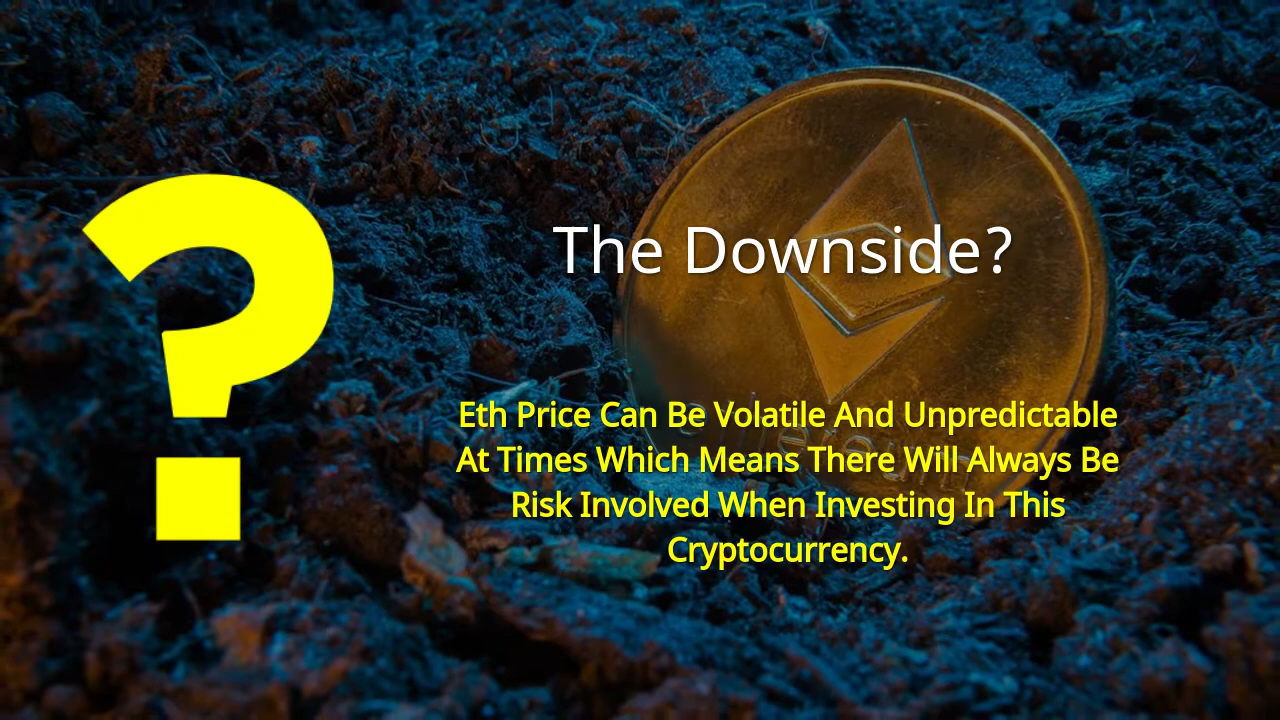 ?
The Downside?
Eth Price Can Be Volatile And Unpredictable
At Times Which Means There Will Always Be
Risk Involved When Investing In This
Cryptocurrency.